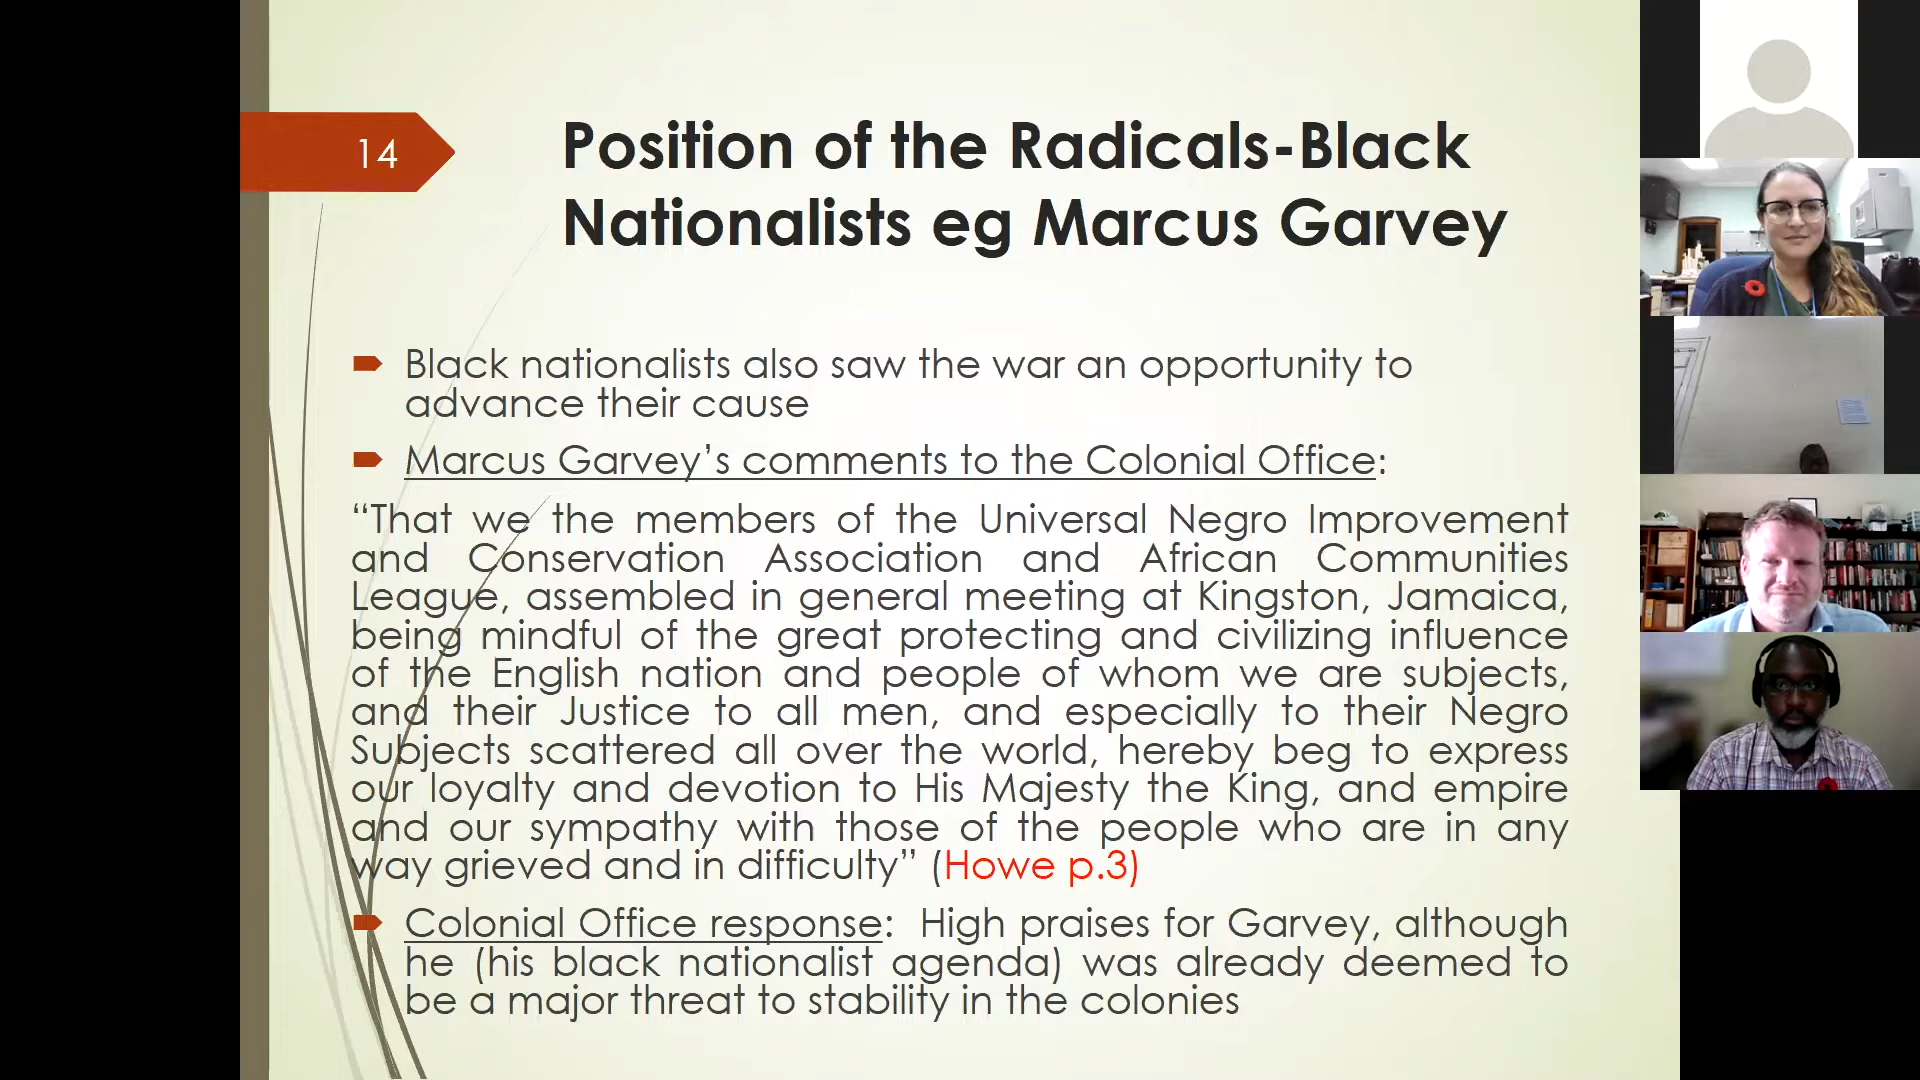 14
Position of the Radicals-Black
Nationalists eg Marcus Garvey
Black nationalists also saw the war an opportunity to
advance their cause
Marcus Garvey’s comments to the Colonial Office:
“That we the members of the Universal Negro Improvement
and Conservation Association and African Communities
League, assembled in general meeting at Kingston, Jamaica,
being mindful of the great protecting and civilizing influence
of the English nation and people of whom we are subjects,
and their Justice to all men, and especially to their Negro
Subjects scattered all over the world, hereby beg to express
our loyalty and devotion to His Majesty the King, and empire
and our sympathy with those of the people who are in any
way grieved and in difficulty” (Howe p.3)
Colonial Office response: High praises for Garvey, although
he (his black nationalist agenda) was already deemed to
be a major threat to stability in the colonies